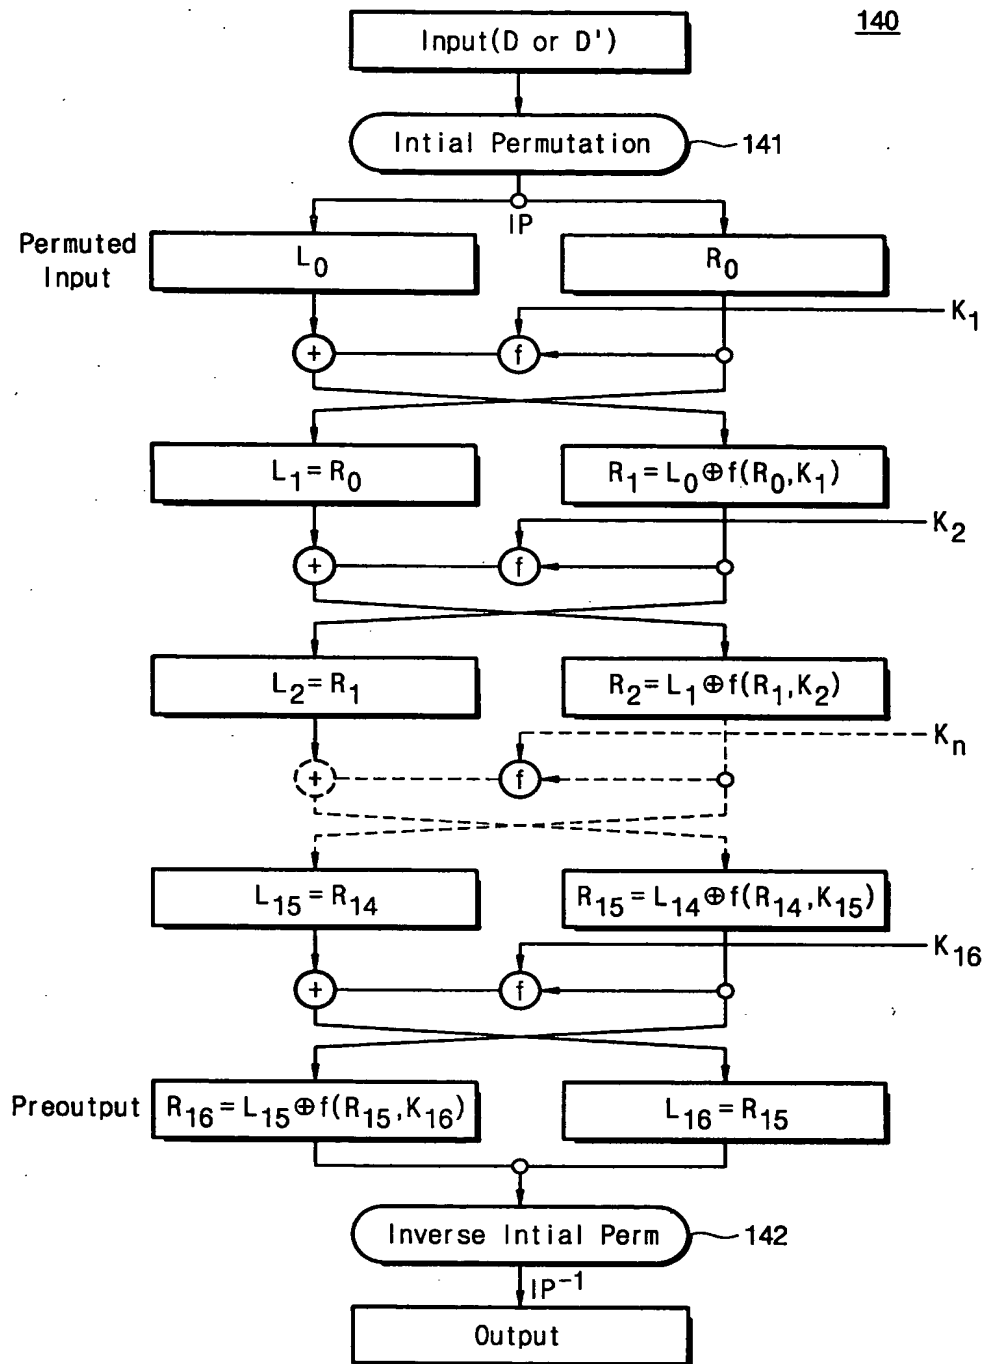 140
Input(D or D')
Intial Permutation
141
IP
Permuted
Input
L₀
R₀
K₁
+
f
L₁=R₀
R₁=L₀⊕f(R₀,K₁)
K₂
+
f
L₂=R₁
R₂=L₁⊕f(R₁,K₂)
Kₙ
+
f
L₁₅=R₁₄
R₁₅=L₁₄⊕f(R₁₄,K₁₅)
K₁₆
+
f
Preoutput
R₁₆=L₁₅⊕f(R₁₅,K₁₆)
L₁₆=R₁₅
Inverse Intial Perm
142
IP⁻¹
Output